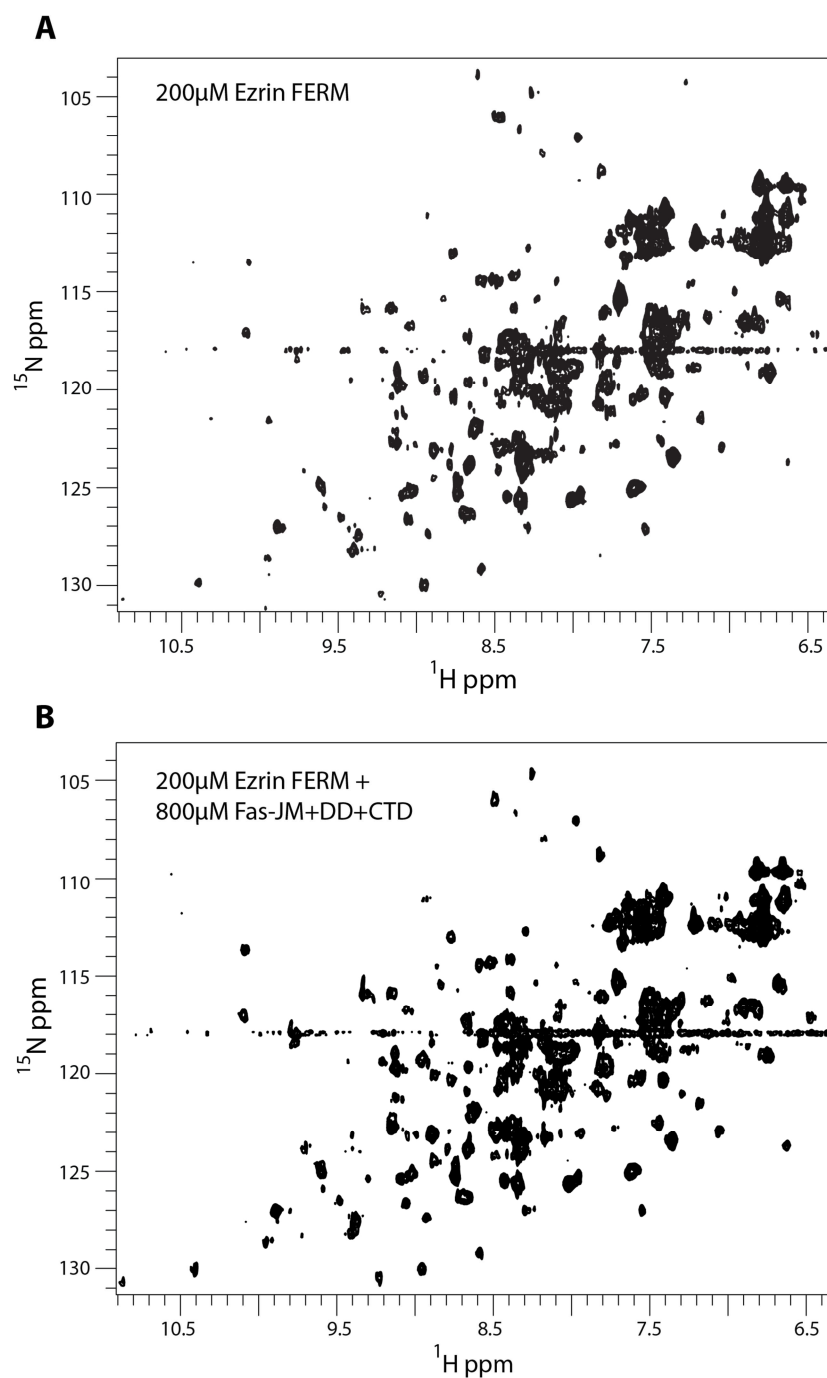 A
200μM Ezrin FERM
105
110
115
120
125
130
15N ppm
10.5 9.5 8.5 7.5 6.5
1H ppm
B
200μM Ezrin FERM +
800μM Fas-JM+DD+CTD
105
110
115
120
125
130
15N ppm
10.5 9.5 8.5 7.5 6.5
1H ppm